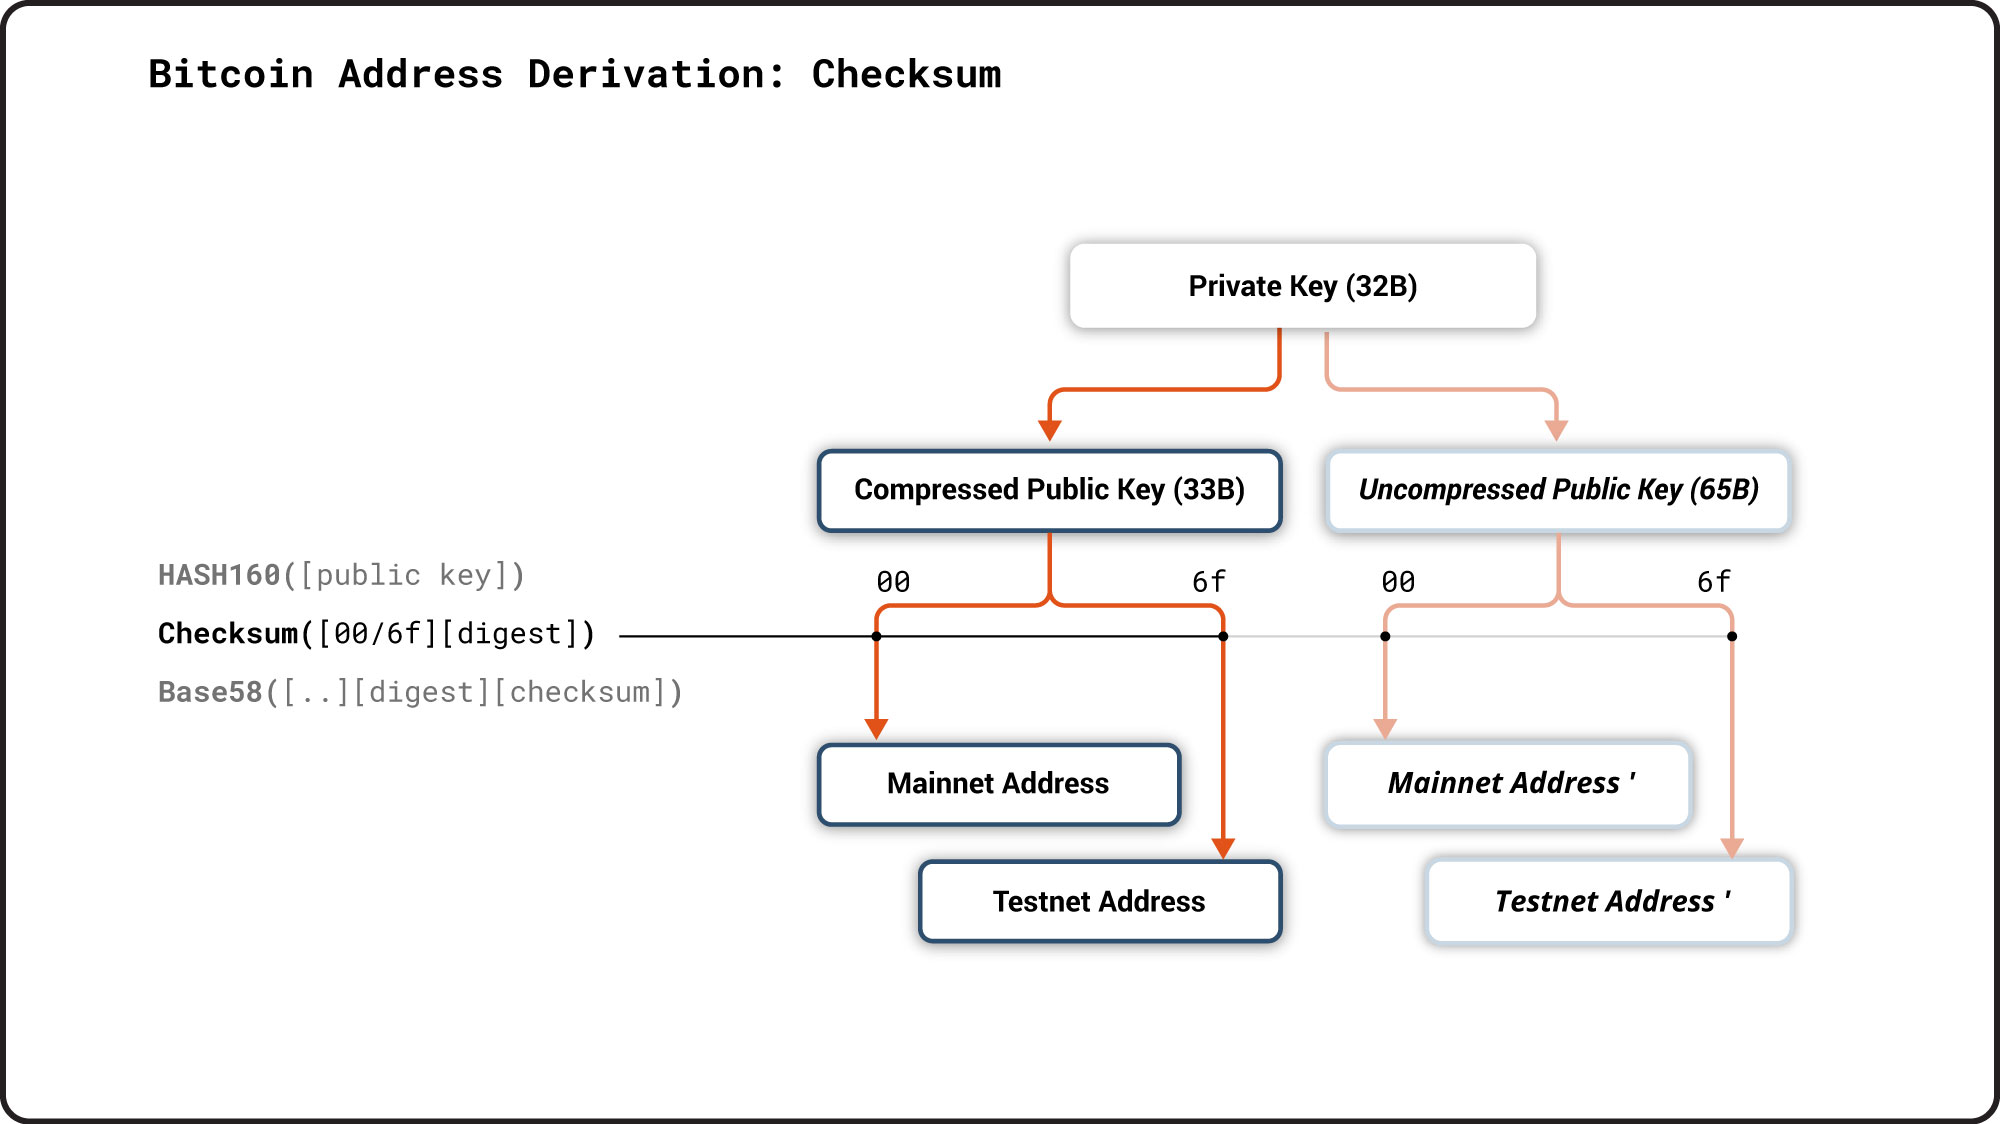 Bitcoin Address Derivation: Checksum
Private Key (32B)
Compressed Public Key (33B)
Uncompressed Public Key (65B)
HASH160([public key])
00
6f
00
6f
Checksum([00/6f][digest])
Base58([..][digest][checksum])
Mainnet Address
Mainnet Address '
Testnet Address
Testnet Address '